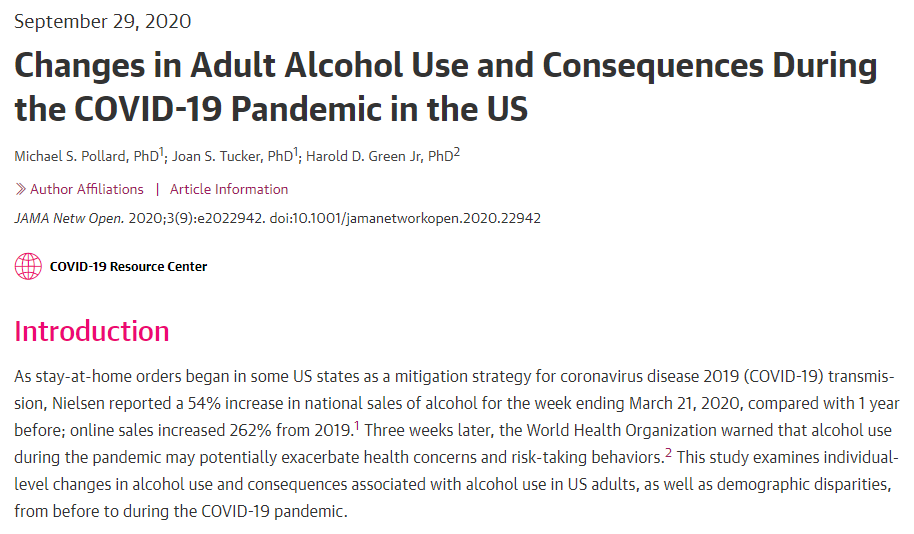 September 29, 2020
Changes in Adult Alcohol Use and Consequences During
the COVID-19 Pandemic in the US
Michael S. Pollard, PhD1; Joan S. Tucker, PhD1; Harold D. Green Jr, PhD2
Author Affiliations | Article Information
JAMA Netw Open. 2020;3(9):e2022942. doi:10.1001/jamanetworkopen.2020.22942
COVID-19 Resource Center
Introduction
As stay-at-home orders began in some US states as a mitigation strategy for coronavirus disease 2019 (COVID-19) transmis-
sion, Nielsen reported a 54% increase in national sales of alcohol for the week ending March 21, 2020, compared with 1 year
before; online sales increased 262% from 2019.1 Three weeks later, the World Health Organization warned that alcohol use
during the pandemic may potentially exacerbate health concerns and risk-taking behaviors.2 This study examines individual-
level changes in alcohol use and consequences associated with alcohol use in US adults, as well as demographic disparities,
from before to during the COVID-19 pandemic.